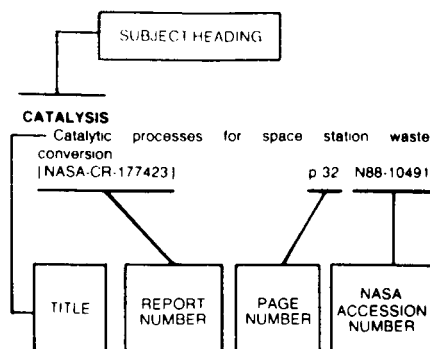 SUBJECT HEADING
CATALYSIS
Catalytic processes for space station waste
conversion
[NASA-CR-177423] p 32 N88-10491
TITLE
REPORT
NUMBER
PAGE
NUMBER
NASA
ACCESSION
NUMBER